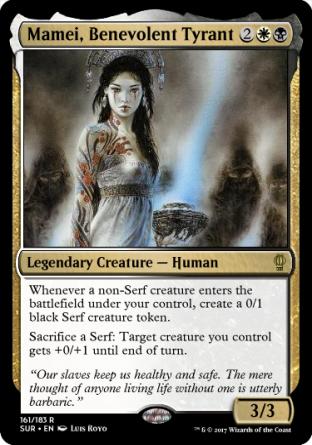 Mamei, Benevolent Tyrant 2
Legendary Creature — Human
Whenever a non-Serf creature enters the
battlefield under your control, create a 0/1
black Serf creature token.
Sacrifice a Serf: Target creature you control
gets +0/+1 until end of turn.
“Our slaves keep us healthy and safe. The mere
thought of anyone living life without one is utterly
barbaric.”
3/3
161/183 R
SUR • EN Luis Royo
™ & © 2017 Wizards of the Coast